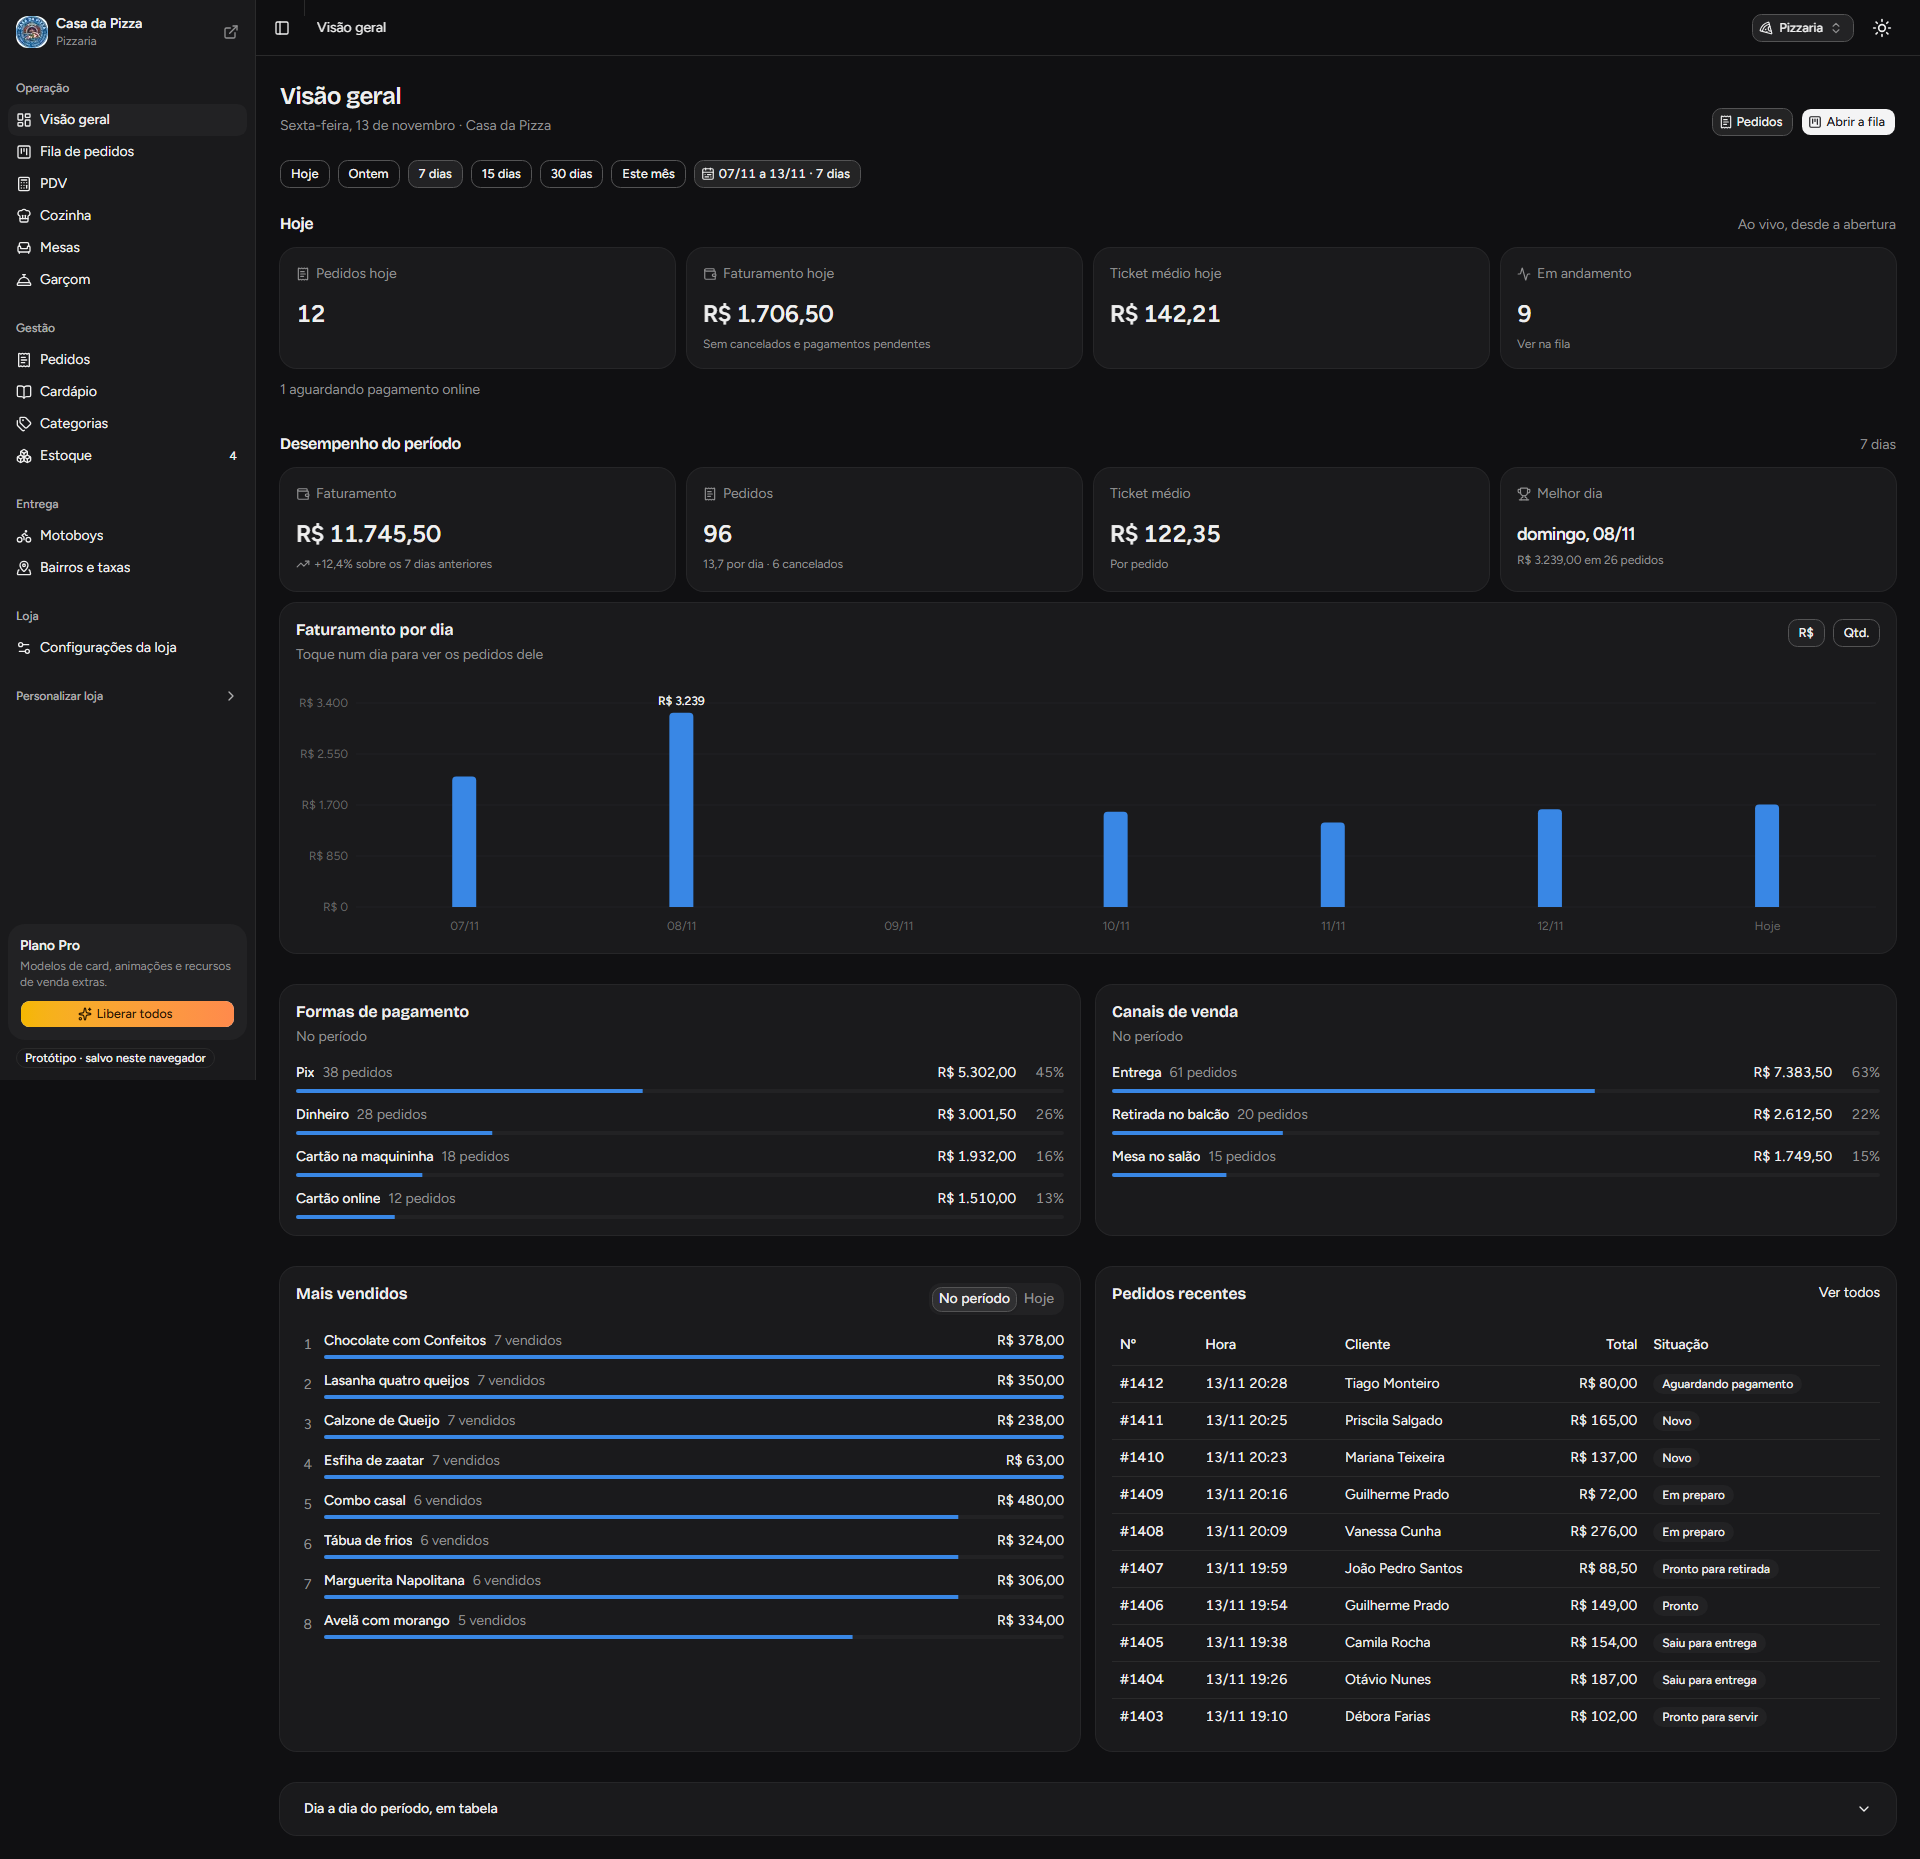 Casa da Pizza
Pizzaria
Operação
Visão geral
Fila de pedidos
PDV
Cozinha
Mesas
Garçom
Gestão
Pedidos
Cardápio
Categorias
Estoque 4
Entrega
Motoboys
Bairros e taxas
Loja
Configurações da loja
Personalizar loja
Plano Pro
Modelos de card, animações e recursos
de venda extras.
Liberar todos
Protótipo · salvo neste navegador
Visão geral
Pizzaria
Visão geral
Sexta-feira, 13 de novembro · Casa da Pizza
Pedidos
Abrir a fila
Hoje
Ontem
7 dias
15 dias
30 dias
Este mês
07/11 a 13/11 · 7 dias
Hoje
Ao vivo, desde a abertura
Pedidos hoje
12
Faturamento hoje
R$ 1.706,50
Sem cancelados e pagamentos pendentes
Ticket médio hoje
R$ 142,21
Em andamento
9
Ver na fila
1 aguardando pagamento online
Desempenho do período
7 dias
Faturamento
R$ 11.745,50
+12,4% sobre os 7 dias anteriores
Pedidos
96
13,7 por dia · 6 cancelados
Ticket médio
R$ 122,35
Por pedido
Melhor dia
domingo, 08/11
R$ 3.239,00 em 26 pedidos
Faturamento por dia
Toque num dia para ver os pedidos dele
R$
Qtd.
R$ 3.400
R$ 2.550
R$ 1.700
R$ 850
R$ 0
R$ 3.239
07/11
08/11
09/11
10/11
11/11
12/11
Hoje
Formas de pagamento
No período
Pix 38 pedidos R$ 5.302,00 45%
Dinheiro 28 pedidos R$ 3.001,50 26%
Cartão na maquininha 18 pedidos R$ 1.932,00 16%
Cartão online 12 pedidos R$ 1.510,00 13%
Canais de venda
No período
Entrega 61 pedidos R$ 7.383,50 63%
Retirada no balcão 20 pedidos R$ 2.612,50 22%
Mesa no salão 15 pedidos R$ 1.749,50 15%
Mais vendidos
No período
Hoje
1 Chocolate com Confeitos 7 vendidos R$ 378,00
2 Lasanha quatro queijos 7 vendidos R$ 350,00
3 Calzone de Queijo 7 vendidos R$ 238,00
4 Esfiha de zaatar 7 vendidos R$ 63,00
5 Combo casal 6 vendidos R$ 480,00
6 Tábua de frios 6 vendidos R$ 324,00
7 Marguerita Napolitana 6 vendidos R$ 306,00
8 Avelã com morango 5 vendidos R$ 334,00
Pedidos recentes
Ver todos
Nº Hora Cliente Total Situação
#1412 13/11 20:28 Tiago Monteiro R$ 80,00 Aguardando pagamento
#1411 13/11 20:25 Priscila Salgado R$ 165,00 Novo
#1410 13/11 20:23 Mariana Teixeira R$ 137,00 Novo
#1409 13/11 20:16 Guilherme Prado R$ 72,00 Em preparo
#1408 13/11 20:09 Vanessa Cunha R$ 276,00 Em preparo
#1407 13/11 19:59 João Pedro Santos R$ 88,50 Pronto para retirada
#1406 13/11 19:54 Guilherme Prado R$ 149,00 Pronto
#1405 13/11 19:38 Camila Rocha R$ 154,00 Saiu para entrega
#1404 13/11 19:26 Otávio Nunes R$ 187,00 Saiu para entrega
#1403 13/11 19:10 Débora Farias R$ 102,00 Pronto para servir
Dia a dia do período, em tabela